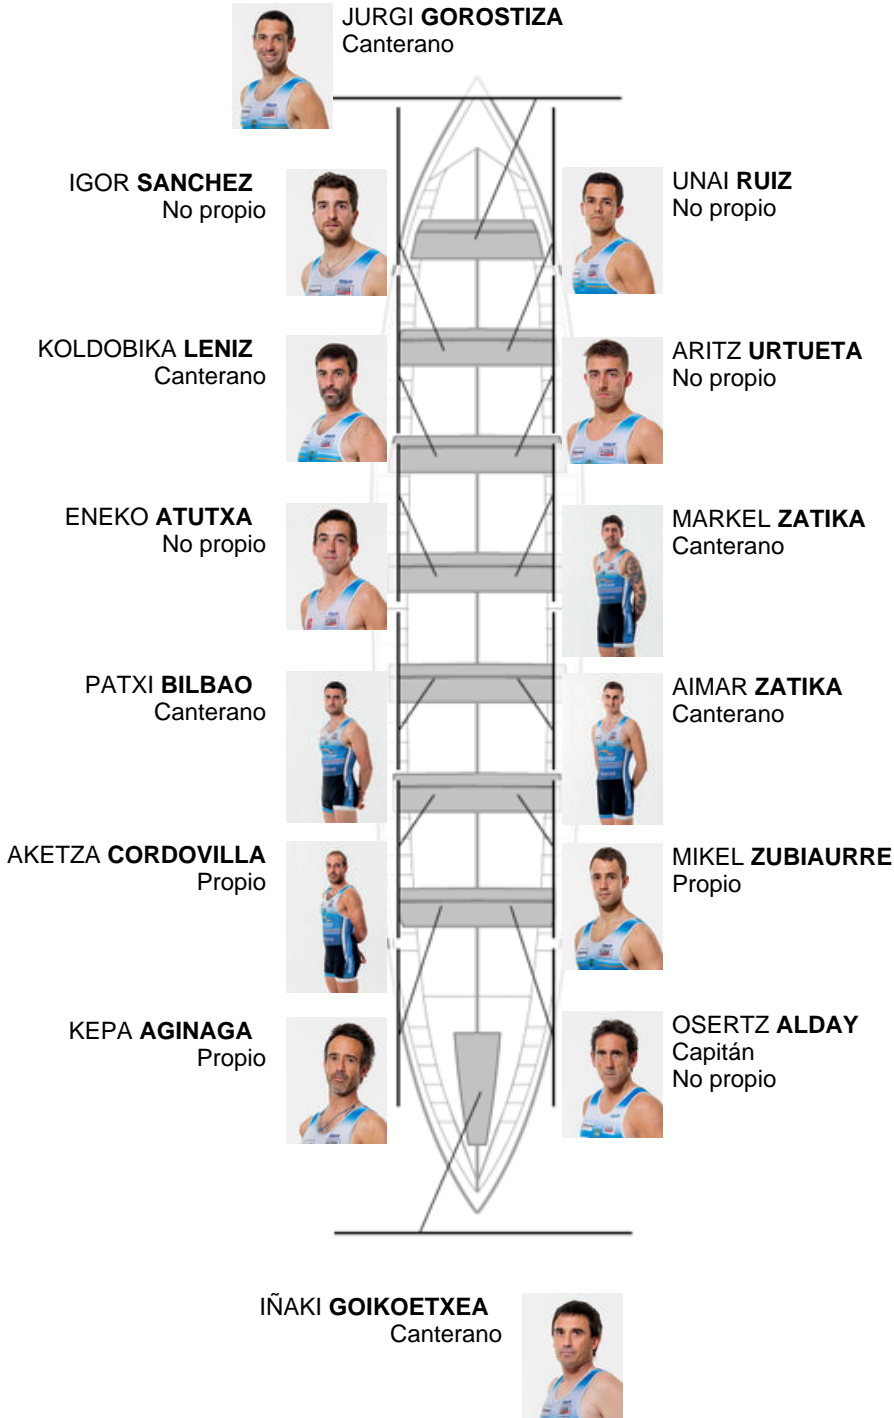 JURGI GOROSTIZA
Canterano
IGOR SANCHEZ
No propio
UNAI RUIZ
No propio
KOLDOBIKA LENIZ
Canterano
ARITZ URTUETA
No propio
ENEKO ATUTXA
No propio
MARKEL ZATIKA
Canterano
PATXI BILBAO
Canterano
AIMAR ZATIKA
Canterano
AKETZA CORDOVILLA
Propio
MIKEL ZUBIAURRE
Propio
KEPA AGINAGA
Propio
OSERTZ ALDAY
Capitán
No propio
IÑAKI GOIKOETXEA
Canterano